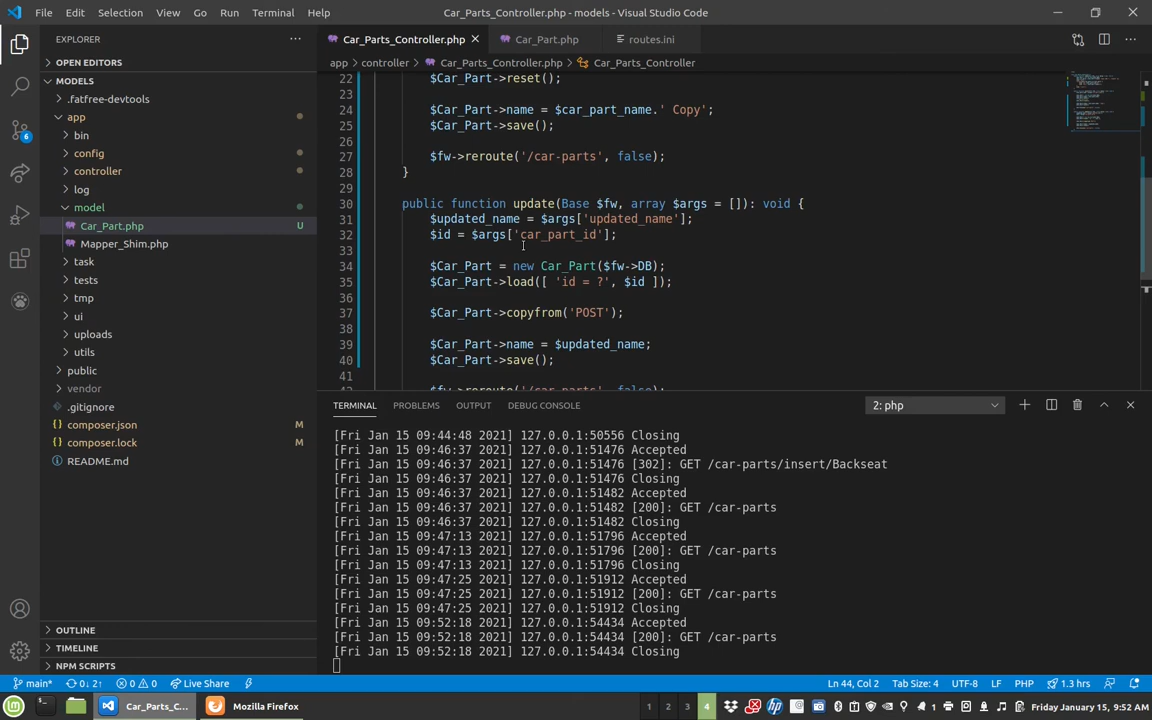 File Edit Selection View Go Run Terminal Help Car_Parts_Controller.php - models - Visual Studio Code
EXPLORER
OPEN EDITORS
MODELS
.fatfree-devtools
app
bin
config
controller
log
model
Car_Part.php U
Mapper_Shim.php
task
tests
tmp
ui
uploads
utils
public
vendor
.gitignore
composer.json M
composer.lock M
README.md
OUTLINE
TIMELINE
NPM SCRIPTS
6
Car_Parts_Controller.php Car_Part.php routes.ini
app controller Car_Parts_Controller.php Car_Parts_Controller
22 $Car_Part->reset();
23
24 $Car_Part->name = $car_part_name.' Copy';
25 $Car_Part->save();
26
27 $fw->reroute('/car-parts', false);
28 }
29
30 public function update(Base $fw, array $args = []): void {
31 $updated_name = $args['updated_name'];
32 $id = $args['car_part_id'];
33
34 $Car_Part = new Car_Part($fw->DB);
35 $Car_Part->load([ 'id = ?', $id ]);
36
37 $Car_Part->copyfrom('POST');
38
39 $Car_Part->name = $updated_name;
40 $Car_Part->save();
41
42 $fw->reroute('/car-parts', false);
TERMINAL PROBLEMS OUTPUT DEBUG CONSOLE 2: php
[Fri Jan 15 09:44:48 2021] 127.0.0.1:50556 Closing
[Fri Jan 15 09:46:37 2021] 127.0.0.1:51476 Accepted
[Fri Jan 15 09:46:37 2021] 127.0.0.1:51476 [302]: GET /car-parts/insert/Backseat
[Fri Jan 15 09:46:37 2021] 127.0.0.1:51476 Closing
[Fri Jan 15 09:46:37 2021] 127.0.0.1:51482 Accepted
[Fri Jan 15 09:46:37 2021] 127.0.0.1:51482 [200]: GET /car-parts
[Fri Jan 15 09:46:37 2021] 127.0.0.1:51482 Closing
[Fri Jan 15 09:47:13 2021] 127.0.0.1:51796 Accepted
[Fri Jan 15 09:47:13 2021] 127.0.0.1:51796 [200]: GET /car-parts
[Fri Jan 15 09:47:13 2021] 127.0.0.1:51796 Closing
[Fri Jan 15 09:47:25 2021] 127.0.0.1:51912 Accepted
[Fri Jan 15 09:47:25 2021] 127.0.0.1:51912 [200]: GET /car-parts
[Fri Jan 15 09:47:25 2021] 127.0.0.1:51912 Closing
[Fri Jan 15 09:52:18 2021] 127.0.0.1:54434 Accepted
[Fri Jan 15 09:52:18 2021] 127.0.0.1:54434 [200]: GET /car-parts
[Fri Jan 15 09:52:18 2021] 127.0.0.1:54434 Closing
main* 0↓ 2↑ 0 0 Live Share Ln 44, Col 2 Tab Size: 4 UTF-8 LF PHP 1.3 hrs
Car_Parts_C... Mozilla Firefox 1 2 3 4 Friday January 15, 9:52 AM